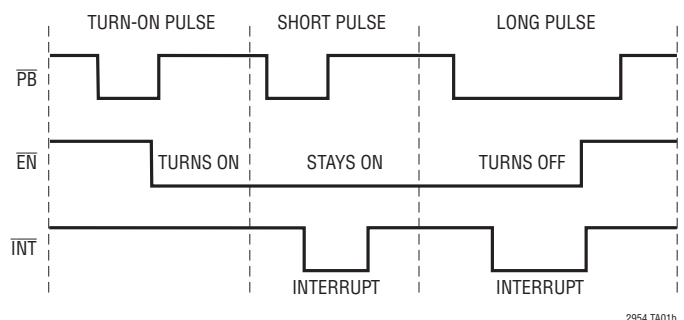 TURN-ON PULSE SHORT PULSE LONG PULSE
PB
EN TURNS ON STAYS ON TURNS OFF
INT
INTERRUPT INTERRUPT
2954 TA01b